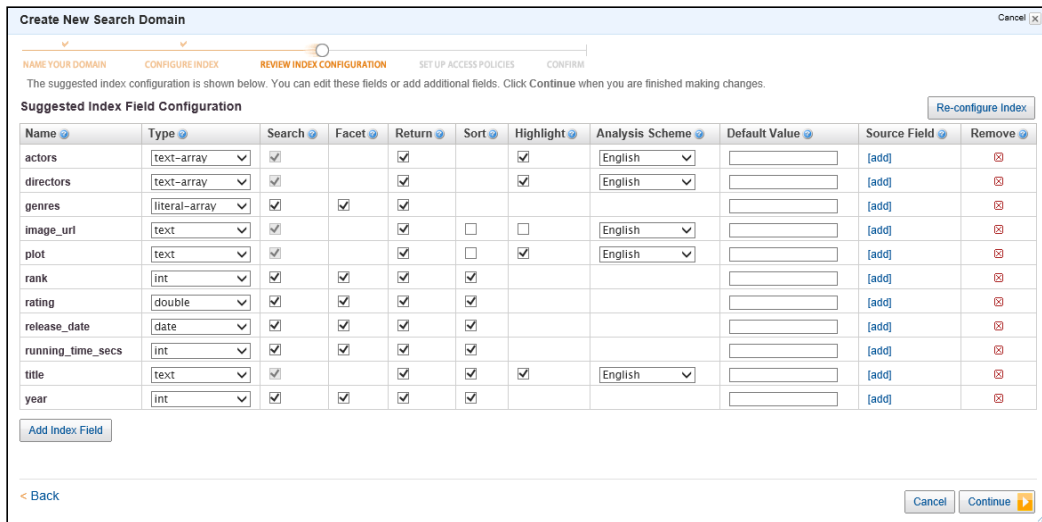 Create New Search Domain Cancel
NAME YOUR DOMAIN CONFIGURE INDEX REVIEW INDEX CONFIGURATION SET UP ACCESS POLICIES CONFIRM
The suggested index configuration is shown below. You can edit these fields or add additional fields. Click Continue when you are finished making changes.
Suggested Index Field Configuration Re-configure Index
Name Type Search Facet Return Sort Highlight Analysis Scheme Default Value Source Field Remove
actors text-array English [add]
directors text-array English [add]
genres literal-array [add]
image_url text English [add]
plot text English [add]
rank int [add]
rating double [add]
release_date date [add]
running_time_secs int [add]
title text English [add]
year int [add]
Add Index Field
< Back Cancel Continue